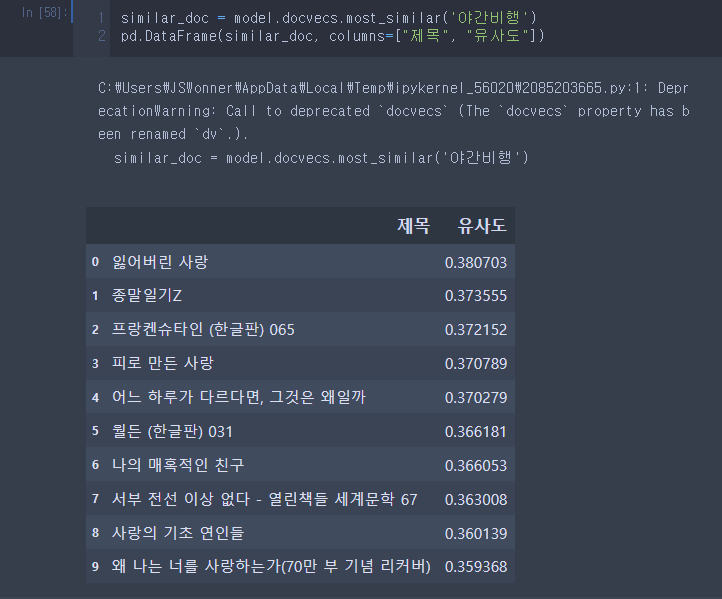 In [58]:
1 similar_doc = model.docvecs.most_similar('야간비행')
2 pd.DataFrame(similar_doc, columns=["제목", "유사도"])
C:₩Users₩JSWonner₩AppData₩Local₩Temp₩ipykernel_56020₩2085203665.py:1: Depr
ecationWarning: Call to deprecated `docvecs` (The `docvecs` property has b
een renamed `dv`.).
similar_doc = model.docvecs.most_similar('야간비행')
제목 유사도
0 잃어버린 사랑 0.380703
1 종말일기Z 0.373555
2 프랑켄슈타인 (한글판) 065 0.372152
3 피로 만든 사랑 0.370789
4 어느 하루가 다르다면, 그것은 왜일까 0.370279
5 월든 (한글판) 031 0.366181
6 나의 매혹적인 친구 0.366053
7 서부 전선 이상 없다 - 열린책들 세계문학 67 0.363008
8 사랑의 기초 연인들 0.360139
9 왜 나는 너를 사랑하는가(70만 부 기념 리커버) 0.359368